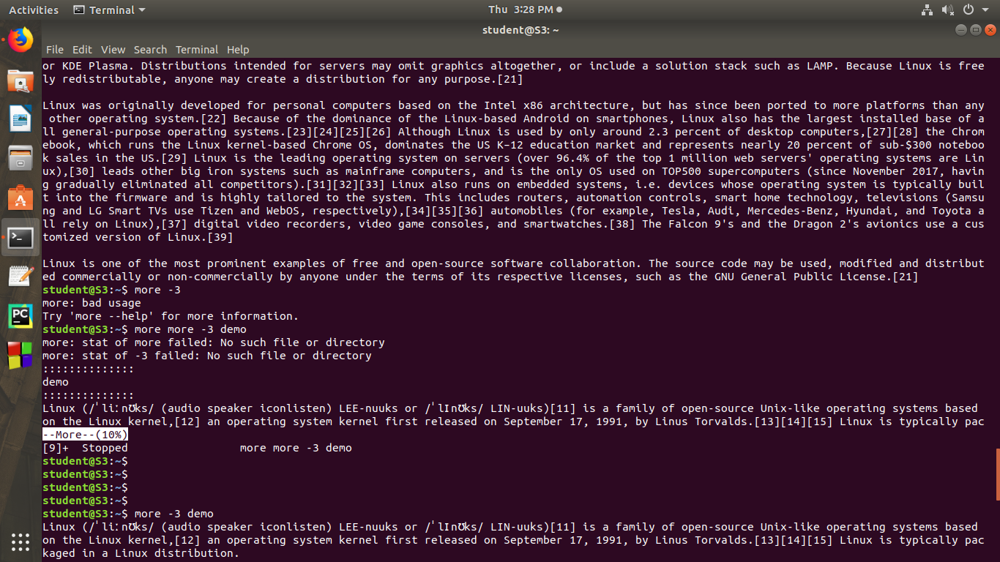 Activities Terminal Thu 3:28 PM
student@S3: ~
File Edit View Search Terminal Help
or KDE Plasma. Distributions intended for servers may omit graphics altogether, or include a solution stack such as LAMP. Because Linux is free
ly redistributable, anyone may create a distribution for any purpose.[21]
Linux was originally developed for personal computers based on the Intel x86 architecture, but has since been ported to more platforms than any
other operating system.[22] Because of the dominance of the Linux-based Android on smartphones, Linux also has the largest installed base of a
ll general-purpose operating systems.[23][24][25][26] Although Linux is used by only around 2.3 percent of desktop computers,[27][28] the Chrom
ebook, which runs the Linux kernel-based Chrome OS, dominates the US K–12 education market and represents nearly 20 percent of sub-$300 noteboo
k sales in the US.[29] Linux is the leading operating system on servers (over 96.4% of the top 1 million web servers' operating systems are Lin
ux),[30] leads other big iron systems such as mainframe computers, and is the only OS used on TOP500 supercomputers (since November 2017, havin
g gradually eliminated all competitors).[31][32][33] Linux also runs on embedded systems, i.e. devices whose operating system is typically buil
t into the firmware and is highly tailored to the system. This includes routers, automation controls, smart home technology, televisions (Samsu
ng and LG Smart TVs use Tizen and WebOS, respectively),[34][35][36] automobiles (for example, Tesla, Audi, Mercedes-Benz, Hyundai, and Toyota a
ll rely on Linux),[37] digital video recorders, video game consoles, and smartwatches.[38] The Falcon 9's and the Dragon 2's avionics use a cus
tomized version of Linux.[39]
Linux is one of the most prominent examples of free and open-source software collaboration. The source code may be used, modified and distribut
ed commercially or non-commercially by anyone under the terms of its respective licenses, such as the GNU General Public License.[21]
student@S3:~$ more -3
more: bad usage
Try 'more --help' for more information.
student@S3:~$ more more -3 demo
more: stat of more failed: No such file or directory
more: stat of -3 failed: No such file or directory
::::::::::::::
demo
::::::::::::::
Linux (/ˈliːnʊks/ (audio speaker iconlisten) LEE-nuuks or /ˈlɪnʊks/ LIN-uuks)[11] is a family of open-source Unix-like operating systems based
on the Linux kernel,[12] an operating system kernel first released on September 17, 1991, by Linus Torvalds.[13][14][15] Linux is typically pac
--More--(10%)
[9]+ Stopped more more -3 demo
student@S3:~$
student@S3:~$
student@S3:~$
student@S3:~$
student@S3:~$ more -3 demo
Linux (/ˈliːnʊks/ (audio speaker iconlisten) LEE-nuuks or /ˈlɪnʊks/ LIN-uuks)[11] is a family of open-source Unix-like operating systems based
on the Linux kernel,[12] an operating system kernel first released on September 17, 1991, by Linus Torvalds.[13][14][15] Linux is typically pac
kaged in a Linux distribution.
PC